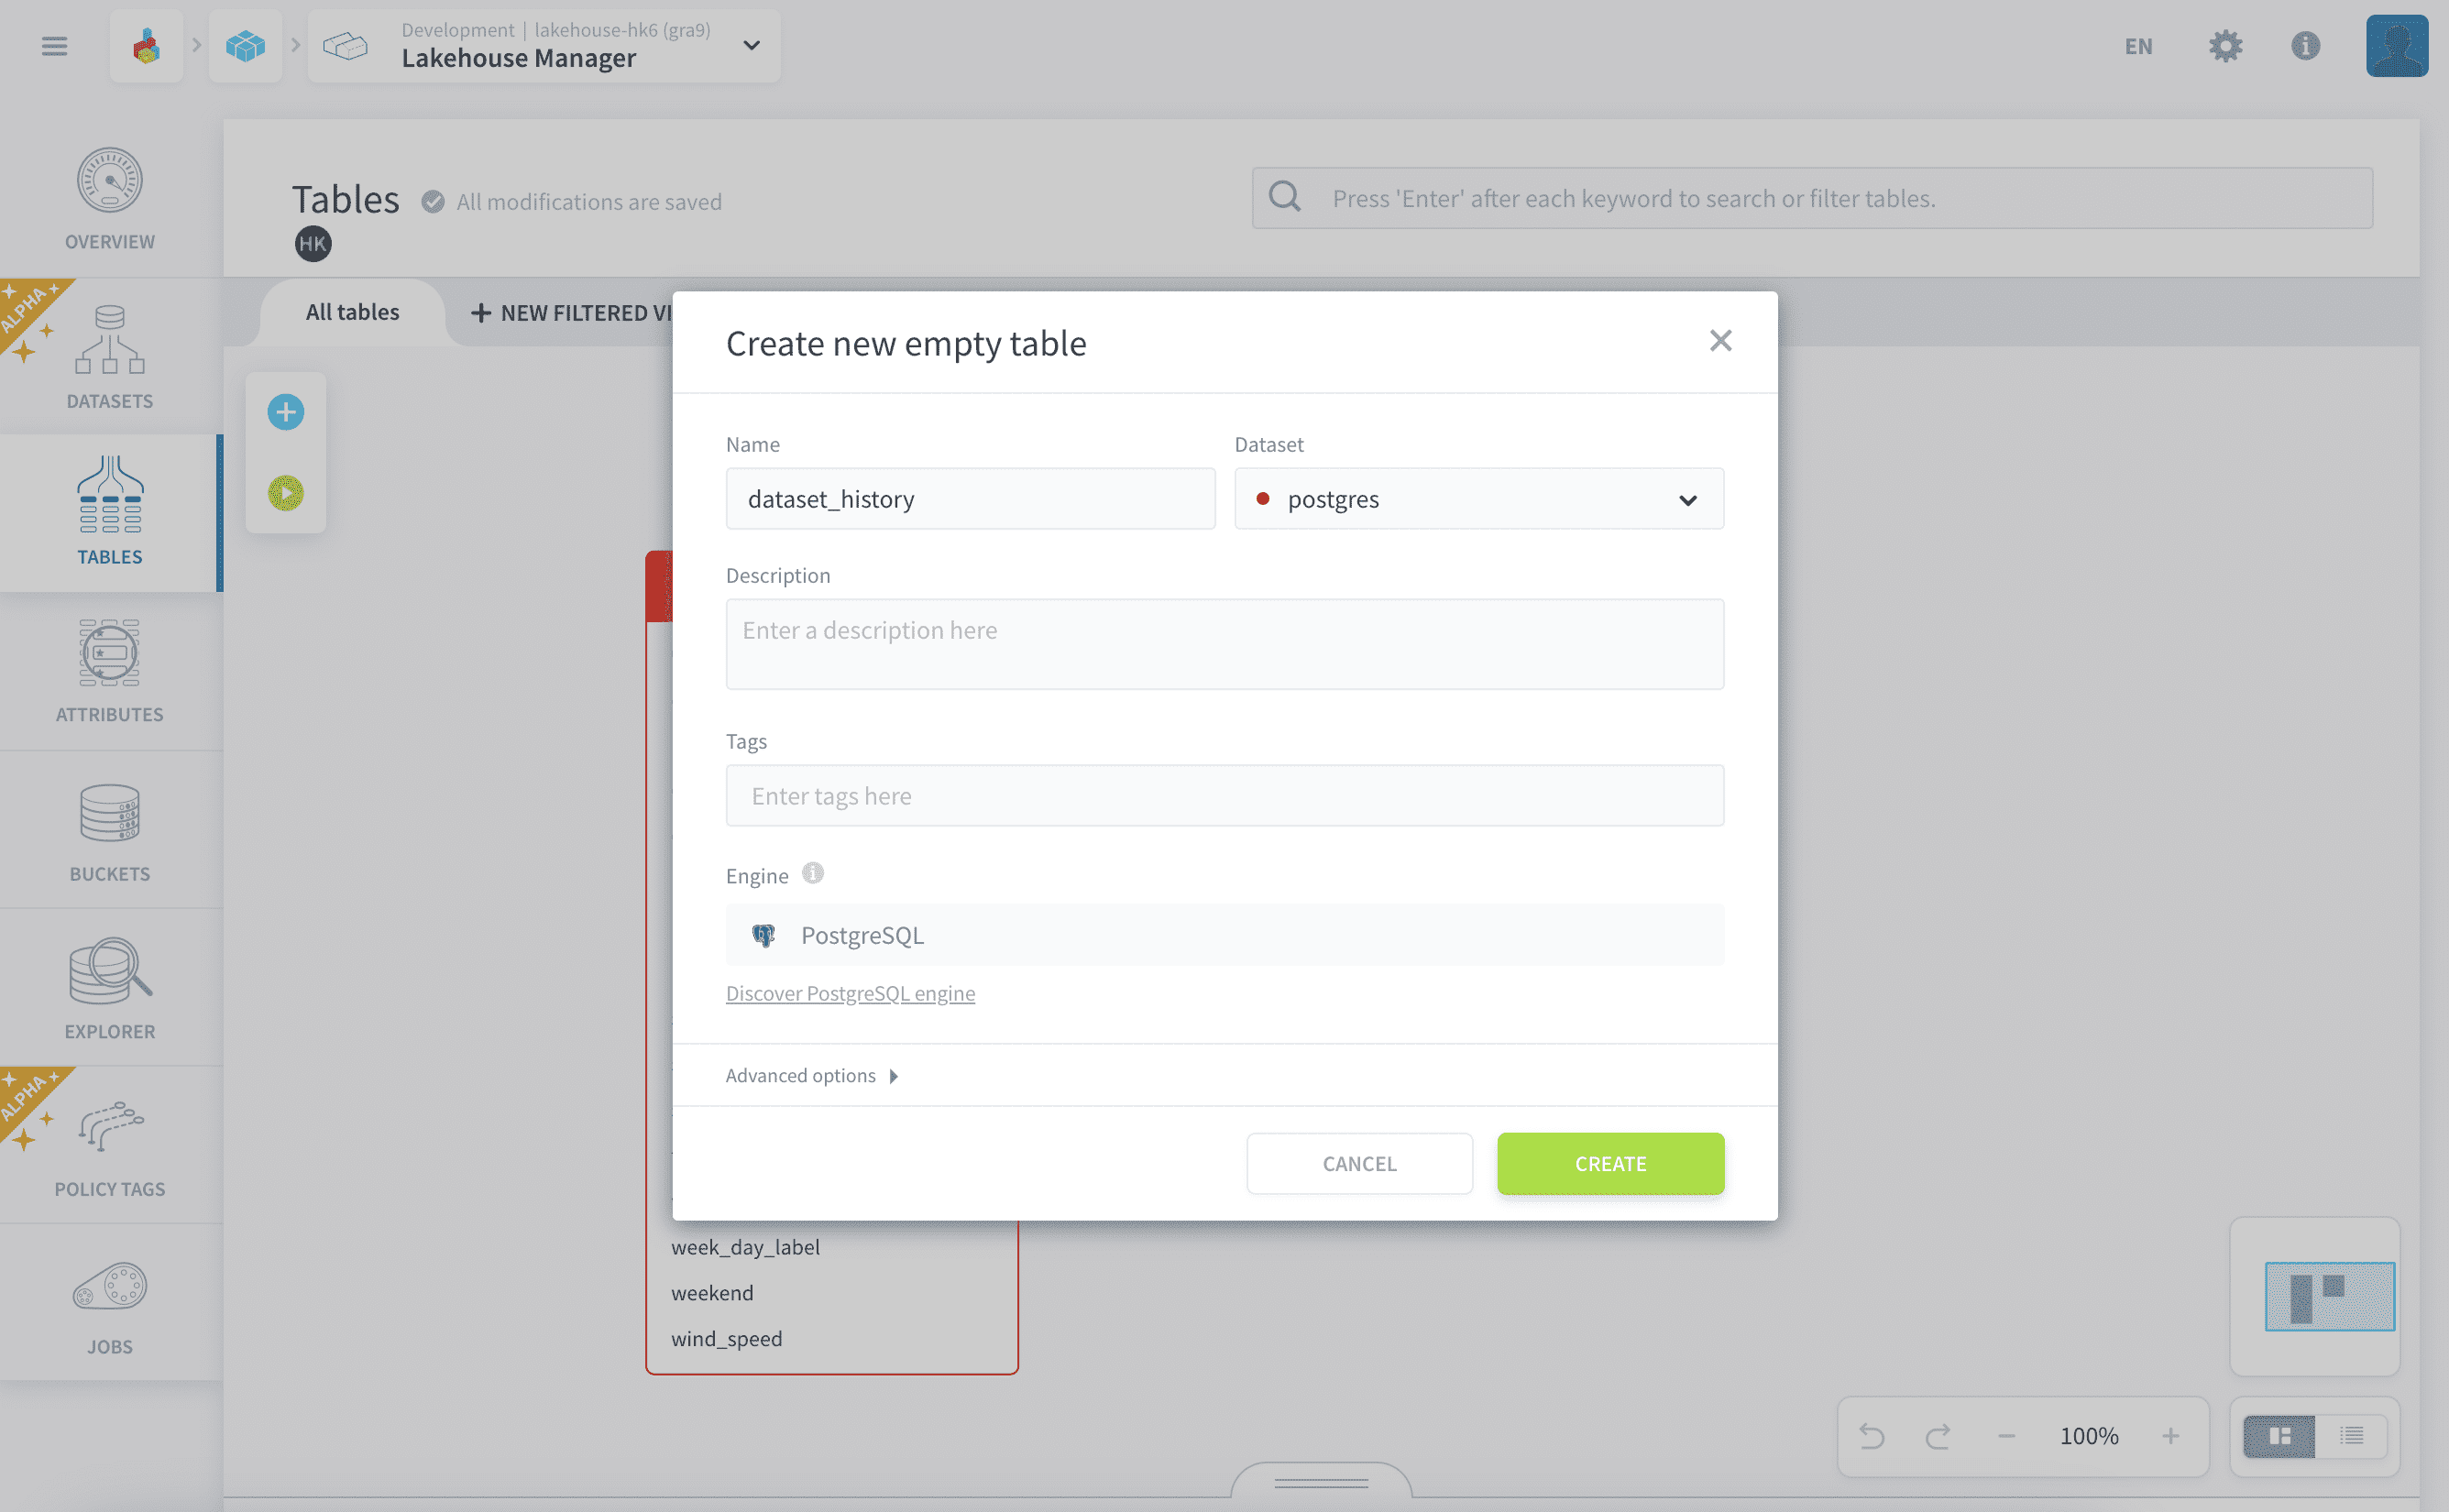 Development | lakehouse-hk6 (gra9)
Lakehouse Manager
EN
OVERVIEW
ALPHA
DATASETS
TABLES
ATTRIBUTES
BUCKETS
EXPLORER
ALPHA
POLICY TAGS
JOBS
Tables
All modifications are saved
HK
Press 'Enter' after each keyword to search or filter tables.
All tables
NEW FILTERED VI
Create new empty table
Name
Dataset
dataset_history
postgres
Description
Enter a description here
Tags
Enter tags here
Engine
PostgreSQL
Discover PostgreSQL engine
Advanced options
CANCEL
CREATE
week_day_label
weekend
wind_speed
100%